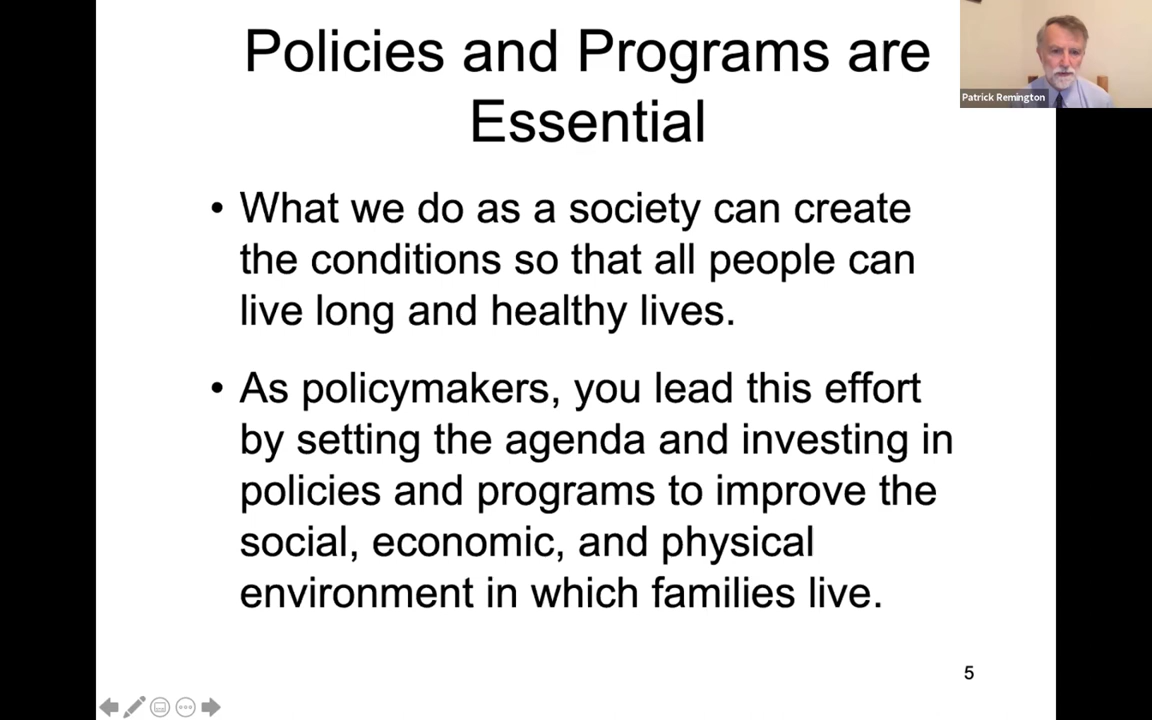 Policies and Programs are
Essential
Patrick Remington
• What we do as a society can create
the conditions so that all people can
live long and healthy lives.
• As policymakers, you lead this effort
by setting the agenda and investing in
policies and programs to improve the
social, economic, and physical
environment in which families live.
5